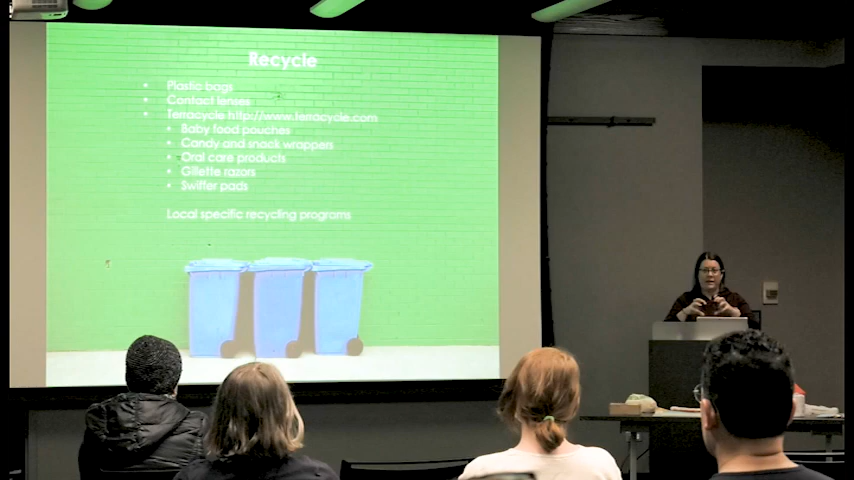 Recycle
• Plastic bags
• Contact lenses
• Terracycle http://www.terracycle.com
• Baby food pouches
• Candy and snack wrappers
• Oral care products
• Gillette razors
• Swiffer pads
Local specific recycling programs